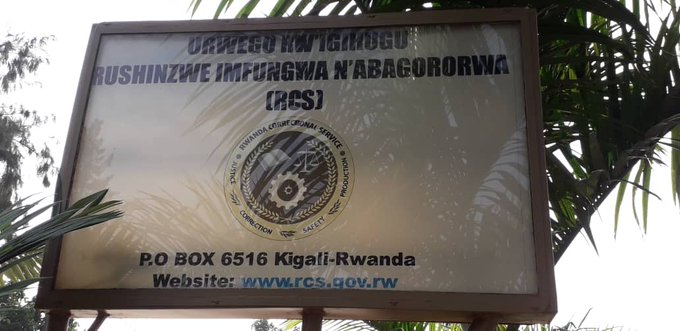 URWEGO RW'IGIHUGU
RUSHINZWE IMFUNGWA N'ABAGORORWA
(RCS)
RWANDA CORRECTIONAL SERVICE
JUSTICE
CORRECTION
SAFETY
PRODUCTION
P.O BOX 6516 Kigali-Rwanda
Website: www.rcs.gov.rw